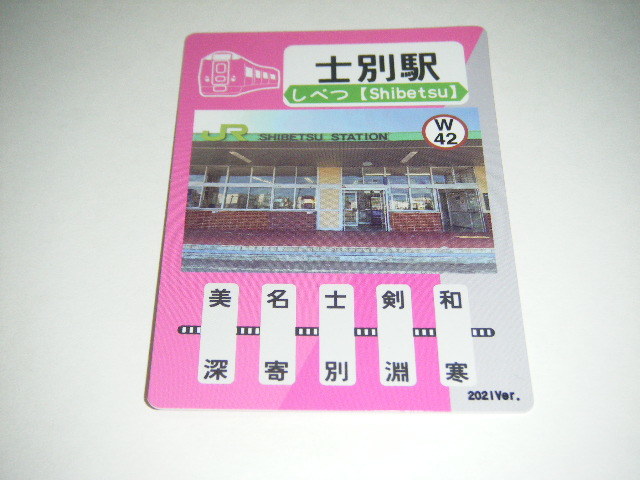 士別駅
しべつ【Shibetsu】
JR SHIBETSU STATION
W
42
美深
名寄
士別
剣淵
和寒
2021Ver.